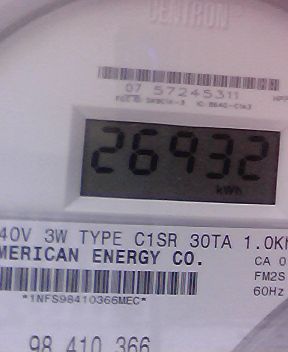 CENTRON
07 57245311
26932
kWh
40V 3W TYPE C1SR 30TA 1.0K
MERICAN ENERGY CO.
CA 0
FM2S
60Hz
*1NFS98410366MEC*
98 410 366